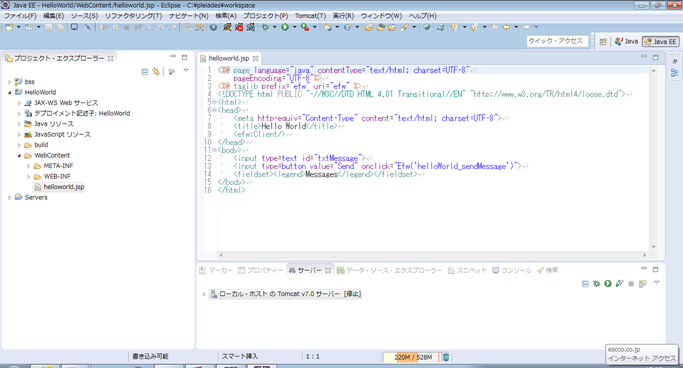 Java EE - HelloWorld/WebContent/helloworld.jsp - Eclipse - C:¥pleiades¥workspace
ファイル(F) 編集(E) ソース(S) リファクタリング(T) ナビゲート(N) 検索(A) プロジェクト(P) Tomcat(T) 実行(R) ウィンドウ(W) ヘルプ(H)
クイック・アクセス
Java Java EE
プロジェクト・エクスプローラー
bss
HelloWorld
JAX-WS Web サービス
デプロイメント記述子: HelloWorld
Java リソース
JavaScript リソース
build
WebContent
META-INF
WEB-INF
helloworld.jsp
Servers
helloworld.jsp
1 <%@ page language="java" contentType="text/html; charset=UTF-8"
2 pageEncoding="UTF-8"%>
3 <%@ taglib prefix="efw" uri="efw" %>
4 <!DOCTYPE html PUBLIC "-//W3C//DTD HTML 4.01 Transitional//EN" "http://www.w3.org/TR/html4/loose.dtd">
5 <html>
6 <head>
7 <meta http-equiv="Content-Type" content="text/html; charset=UTF-8">
8 <title>Hello World</title>
9 <efw:Client/>
10 </head>
11 <body>
12 <input type=text id="txtMessage">
13 <input type=button value="Send" onclick="Efw('helloWorld_sendMessage')">
14 <fieldset><legend>Messages</legend></fieldset>
15 </body>
16 </html>
マーカー プロパティー サーバー データ・ソース・エクスプローラー スニペット コンソール 検索
ローカル・ホスト の Tomcat v7.0 サーバー [停止]
書き込み可能 スマート挿入 1 : 1 220M / 528M
escco.co.jp
インターネット アクセス